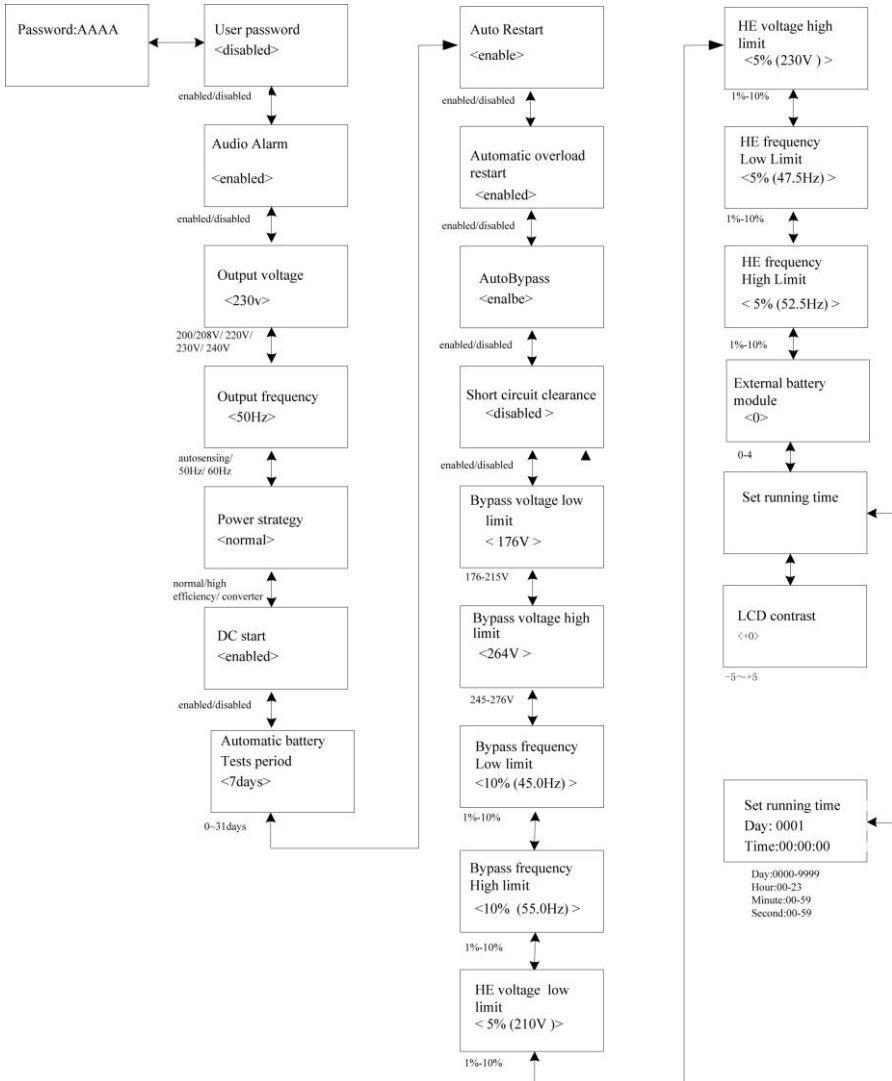 Password:AAAA
User password
<disabled>
enabled/disabled
Audio Alarm
<enabled>
enabled/disabled
Output voltage
<230v>
200/208V/ 220V/
230V/ 240V
Output frequency
<50Hz>
autosensing/
50Hz/ 60Hz
Power strategy
<normal>
normal/high
efficiency/ converter
DC start
<enabled>
enabled/disabled
Automatic battery
Tests period
<7days>
0~31days
Auto Restart
<enable>
enabled/disabled
Automatic overload
restart
<enabled>
enabled/disabled
AutoBypass
<enalbe>
enabled/disabled
Short circuit clearance
<disabled >
enabled/disabled
Bypass voltage low
limit
< 176V >
176-215V
Bypass voltage high
limit
<264V >
245-276V
Bypass frequency
Low limit
<10% (45.0Hz) >
1%-10%
Bypass frequency
High limit
<10% (55.0Hz) >
1%-10%
HE voltage low
limit
< 5% (210V )>
1%-10%
HE voltage high
limit
<5% (230V ) >
1%-10%
HE frequency
Low Limit
<5% (47.5Hz) >
1%-10%
HE frequency
High Limit
< 5% (52.5Hz) >
1%-10%
External battery
module
<0>
0-4
Set running time
LCD contrast
<+0>
-5～+5
Set running time
Day: 0001
Time:00:00:00
Day:0000-9999
Hour:00-23
Minute:00-59
Second:00-59